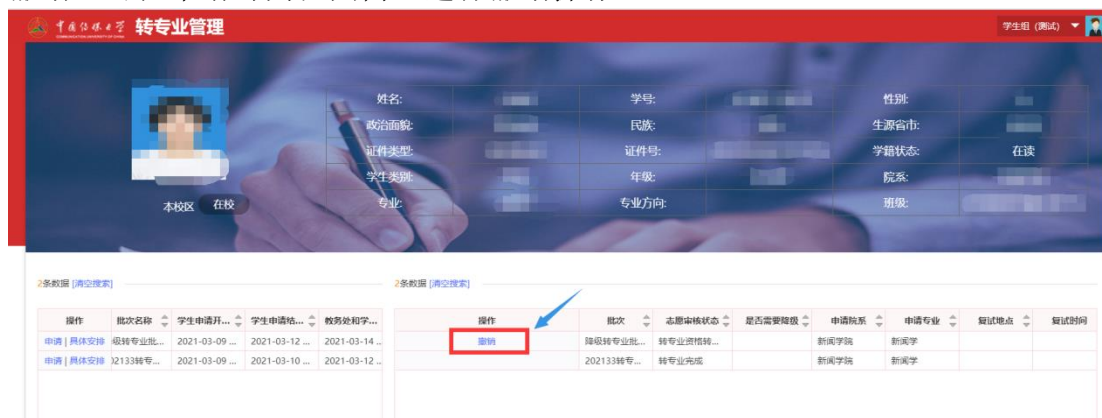 中国传媒大学 转专业管理 学生组 (测试)
COMMUNICATION UNIVERSITY OF CHINA
姓名: 学号: 性别:
政治面貌: 民族: 生源省市:
证件类型: 证件号: 学籍状态: 在读
学生类别: 年级: 院系:
本校区 在校 专业: 专业方向: 班级:
2条数据 [清空搜索] 2条数据 [清空搜索]
操作 批次名称 学生申请开... 学生申请结... 教务处和学... 操作 批次 志愿审核状态 是否需要降级 申请院系 申请专业 复试地点 复试时间
申请 | 具体安排 级转专业批... 2021-03-09 ... 2021-03-12 ... 2021-03-14 .. 撤销 降级转专业批... 转专业资格转... 新闻学院 新闻学
申请 | 具体安排 02133转专... 2021-03-09 ... 2021-03-10 ... 2021-03-12 .. 202133转专... 转专业完成 新闻学院 新闻学